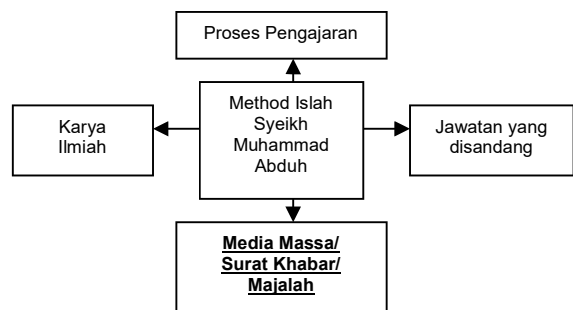 Proses Pengajaran
Method Islah
Syeikh
Muhammad
Abduh
Karya
Ilmiah
Jawatan yang
disandang
Media Massa/
Surat Khabar/
Majalah